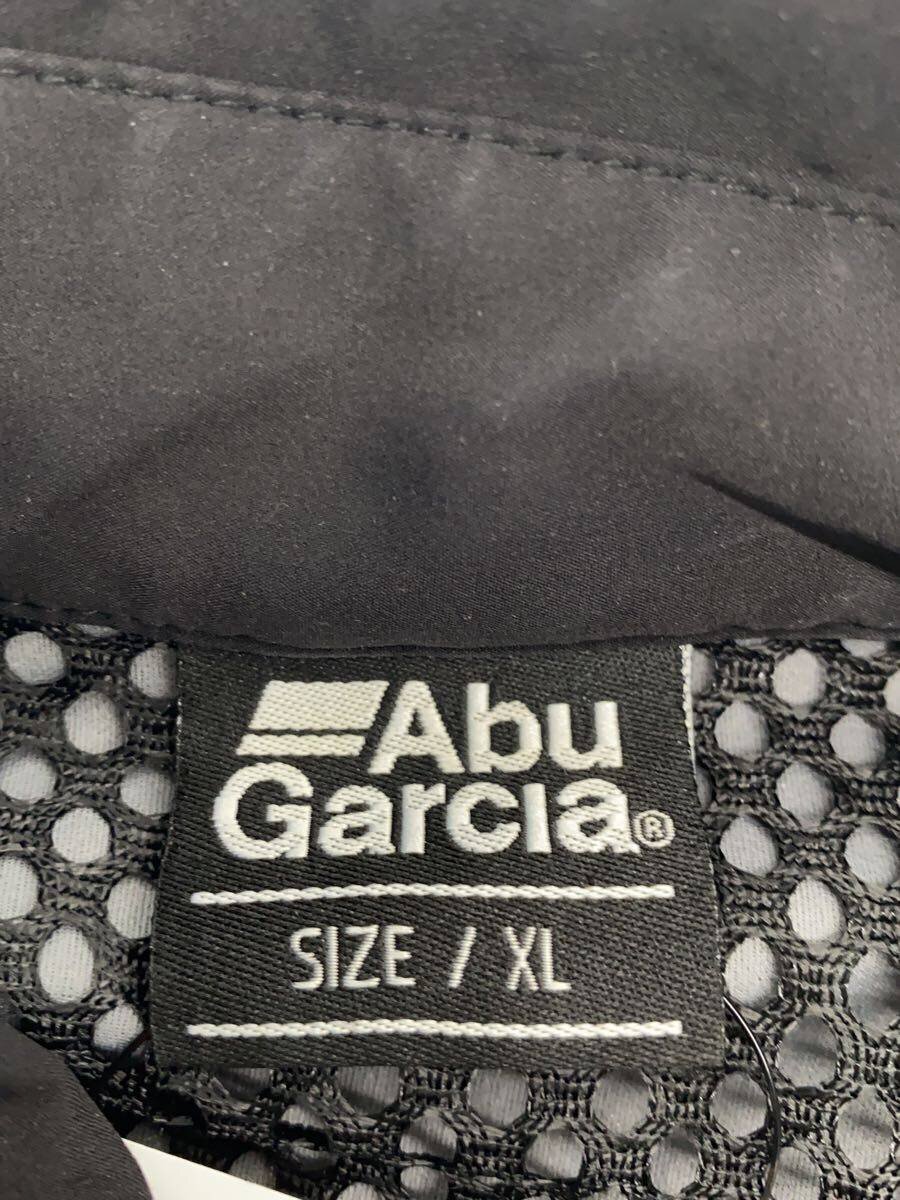 Abu
Garcia®
SIZE / XL